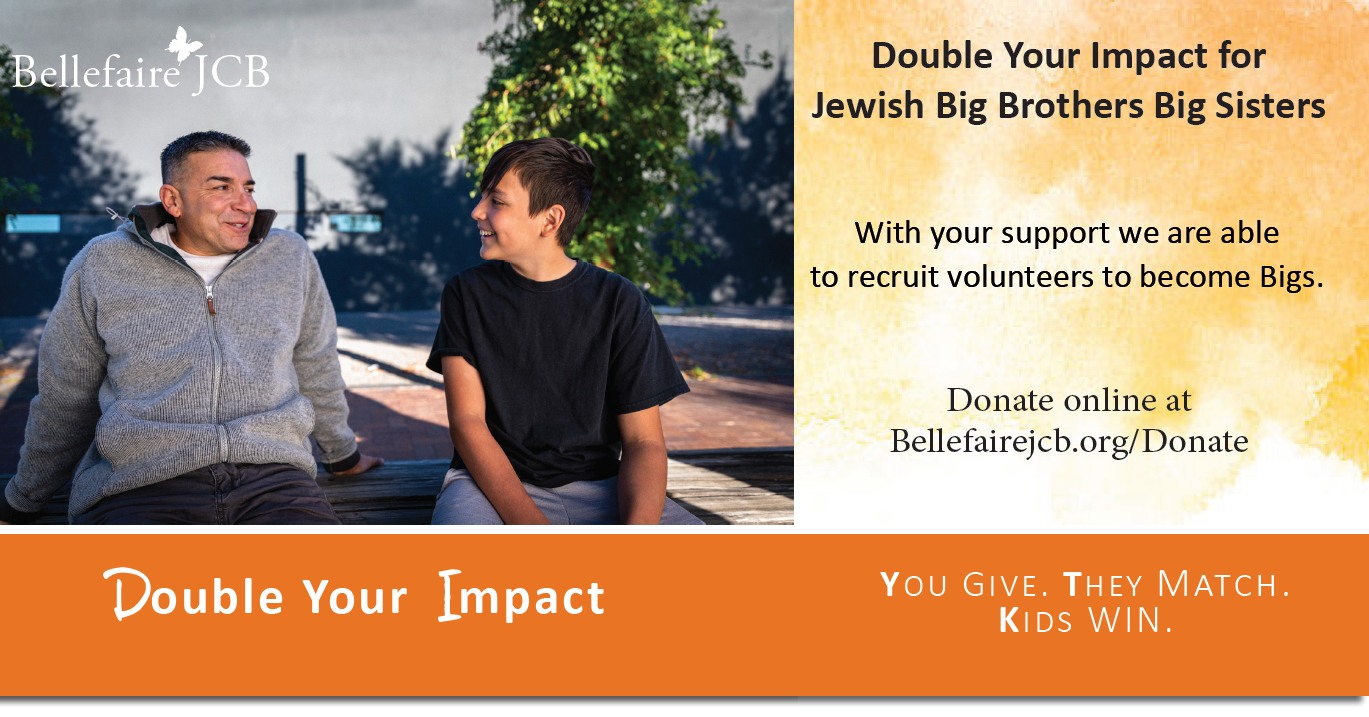 Bellefaire JCB
Double Your Impact for
Jewish Big Brothers Big Sisters
With your support we are able
to recruit volunteers to become Bigs.
Donate online at
Bellefairejcb.org/Donate
Double Your Impact
You Give. They Match.
Kids WIN.